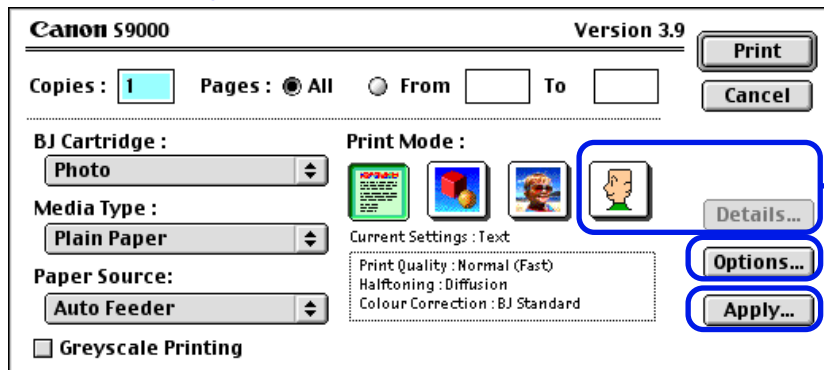 Canon S9000 Version 3.9
Print
Copies : 1 Pages : All From To
Cancel
BJ Cartridge :
Photo
Print Mode :
Media Type :
Plain Paper
Details...
Current Settings : Text
Paper Source:
Auto Feeder
Print Quality : Normal (Fast)
Halftoning : Diffusion
Colour Correction : BJ Standard
Options...
Apply...
Greyscale Printing